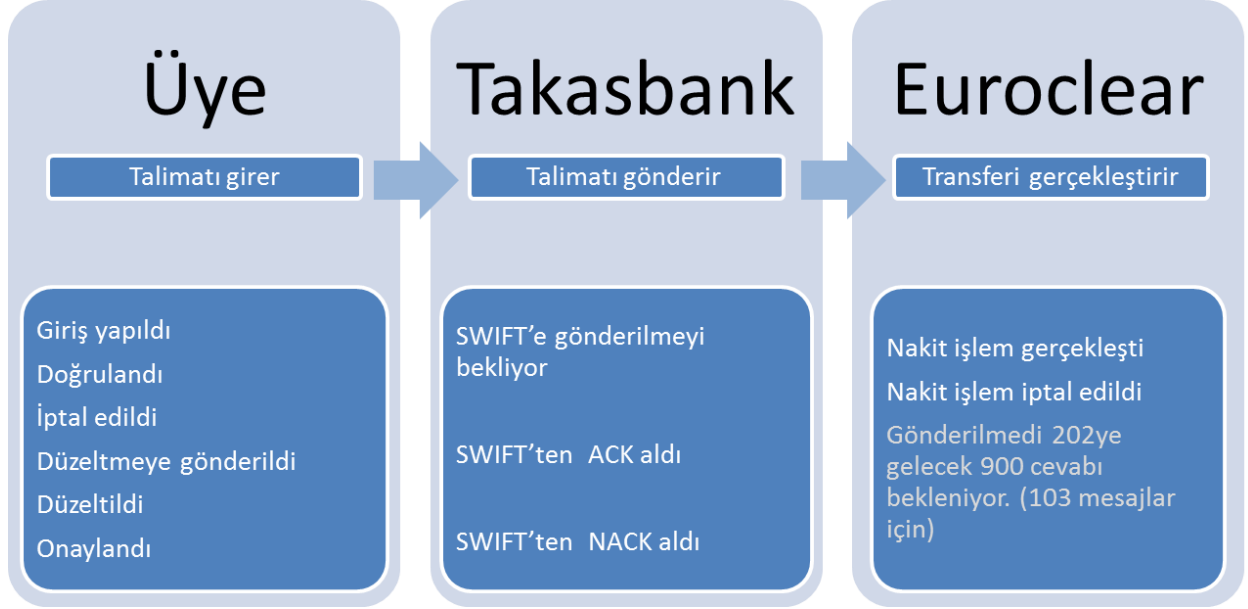 Üye
Talimatı girer
Giriş yapıldı
Doğrulandı
İptal edildi
Düzeltmeye gönderildi
Düzeltildi
Onaylandı
Takasbank
Talimatı gönderir
SWIFT’e gönderilmeyi
bekliyor
SWIFT’ten ACK aldı
SWIFT’ten NACK aldı
Euroclear
Transferi gerçekleştirir
Nakit işlem gerçekleşti
Nakit işlem iptal edildi
Gönderilmedi 202ye
gelecek 900 cevabı
bekleniyor. (103 mesajlar
için)